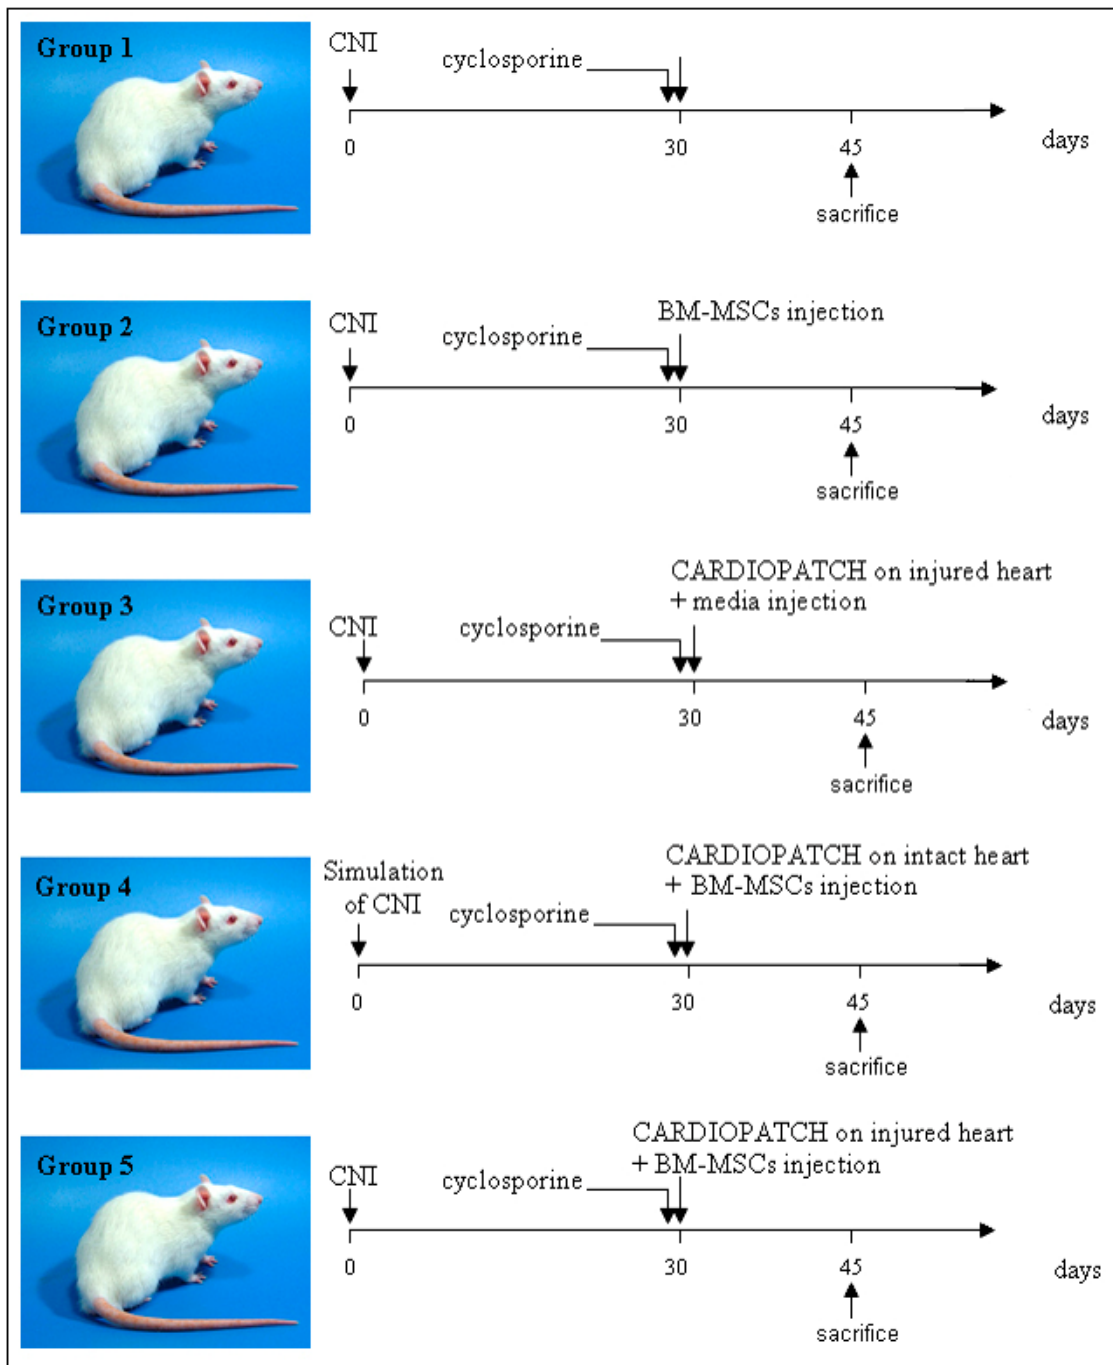 Group 1
CNI
cyclosporine
0
30
45
days
sacrifice
Group 2
CNI
cyclosporine
BM-MSCs injection
0
30
45
days
sacrifice
Group 3
CNI
cyclosporine
CARDIOPATCH on injured heart
+ media injection
0
30
45
days
sacrifice
Group 4
Simulation
of CNI
cyclosporine
CARDIOPATCH on intact heart
+ BM-MSCs injection
0
30
45
days
sacrifice
Group 5
CNI
cyclosporine
CARDIOPATCH on injured heart
+ BM-MSCs injection
0
30
45
days
sacrifice